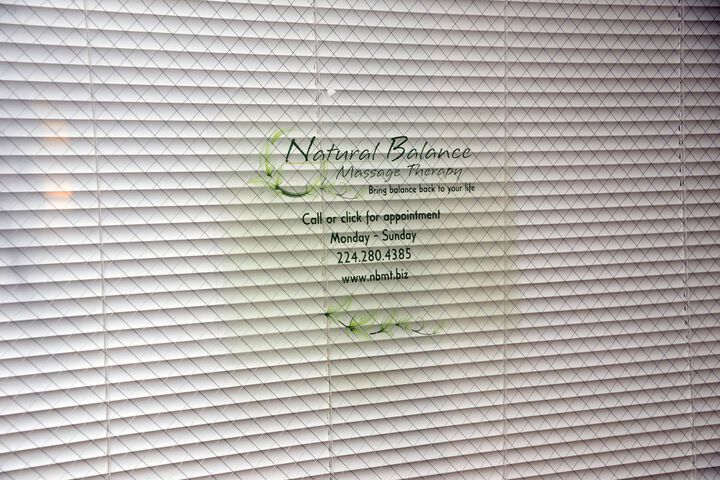 Natural Balance
Massage Therapy
Bring balance back to your life
Call or click for appointment
Monday - Sunday
224.280.4385
www.nbmt.biz